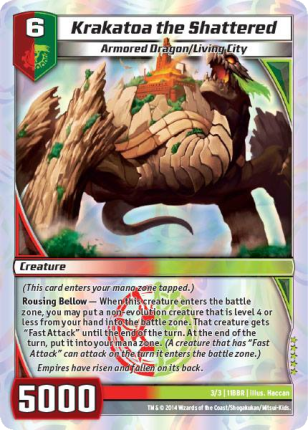 6
Krakatoa the Shattered
Armored Dragon/Living City
Creature
(This card enters your mana zone tapped.)
Rousing Bellow — When this creature enters the battle
zone, you may put a non-evolution creature that is level 4 or
less from your hand into the battle zone. That creature gets
"Fast Attack" until the end of the turn. At the end of the
turn, put it into your mana zone. (A creature that has "Fast
Attack" can attack on the turn it enters the battle zone.)
Empires have risen and fallen on its back.
5000
3/3 | 11BBB | Illus. Haccan
TM & © 2014 Wizards of the Coast/Shogakukan/Mitsui-Kids.